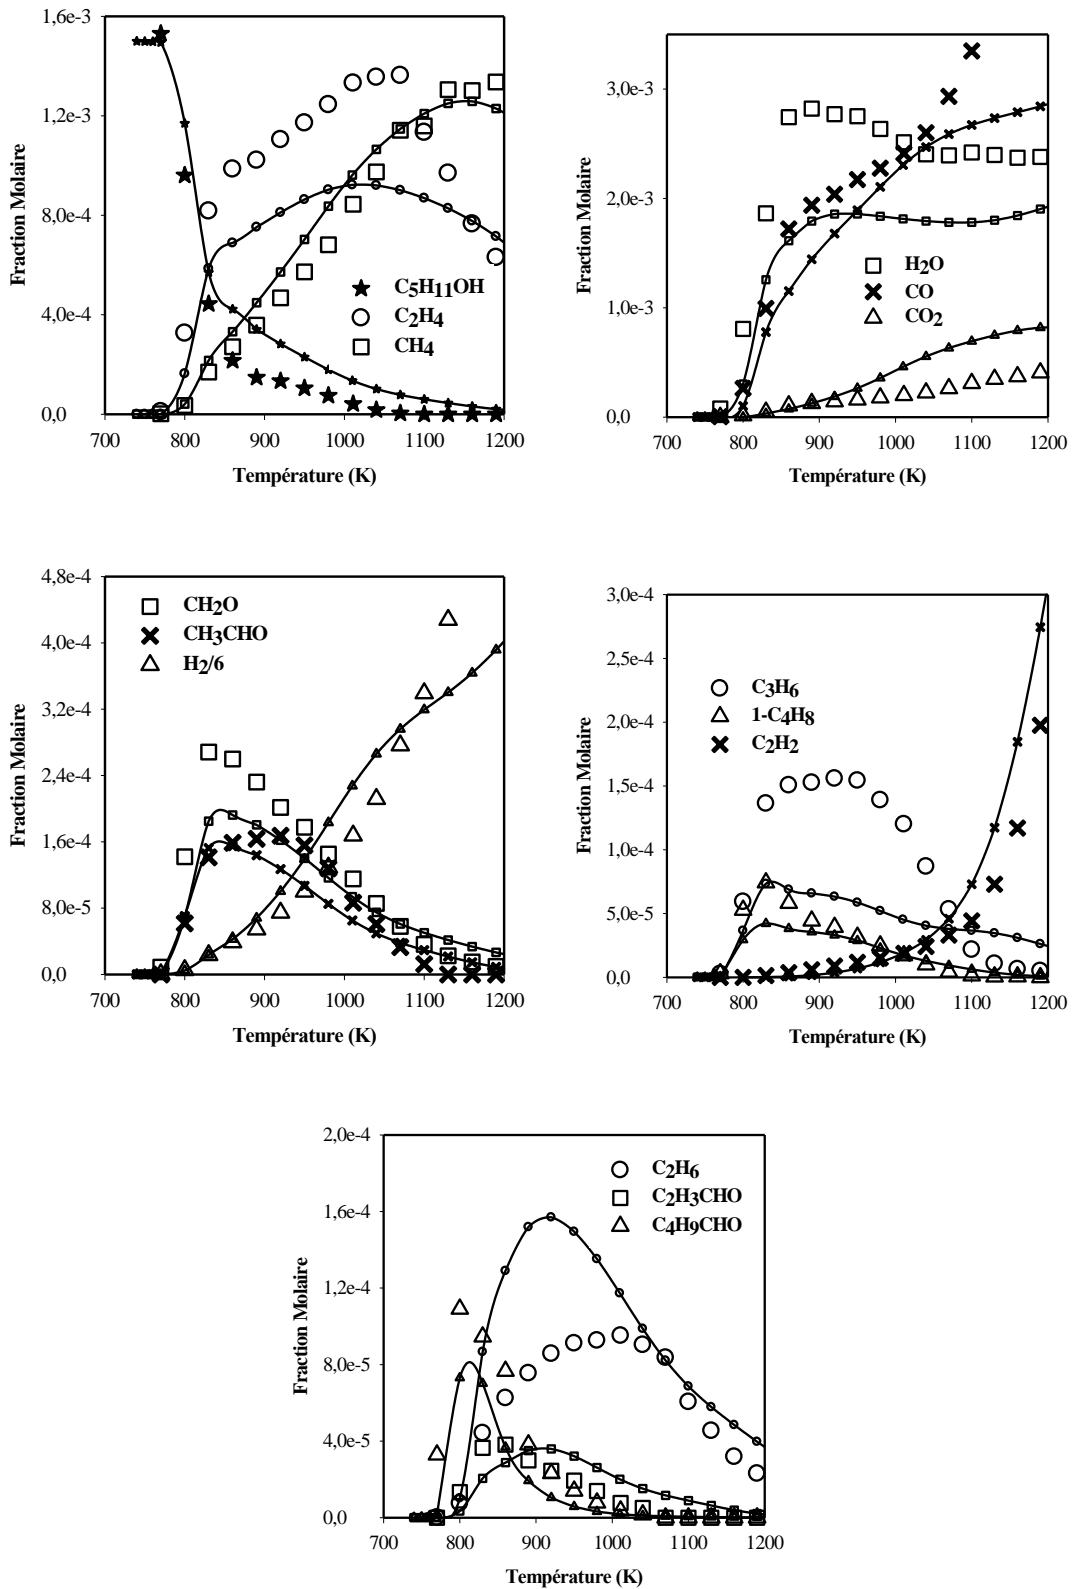 1,6e-3
1,2e-3
8,0e-4
4,0e-4
0,0
Fraction Molaire
C5H11OH
C2H4
CH4
700 800 900 1000 1100 1200
Température (K)
3,0e-3
2,0e-3
1,0e-3
0,0
Fraction Molaire
H2O
CO
CO2
700 800 900 1000 1100 1200
Température (K)
4,8e-4
4,0e-4
3,2e-4
2,4e-4
1,6e-4
8,0e-5
0,0
Fraction Molaire
CH2O
CH3CHO
H2/6
700 800 900 1000 1100 1200
Température (K)
3,0e-4
2,5e-4
2,0e-4
1,5e-4
1,0e-4
5,0e-5
0,0
Fraction Molaire
C3H6
1-C4H8
C2H2
700 800 900 1000 1100 1200
Température (K)
2,0e-4
1,6e-4
1,2e-4
8,0e-5
4,0e-5
0,0
Fraction Molaire
C2H6
C2H3CHO
C4H9CHO
700 800 900 1000 1100 1200
Température (K)